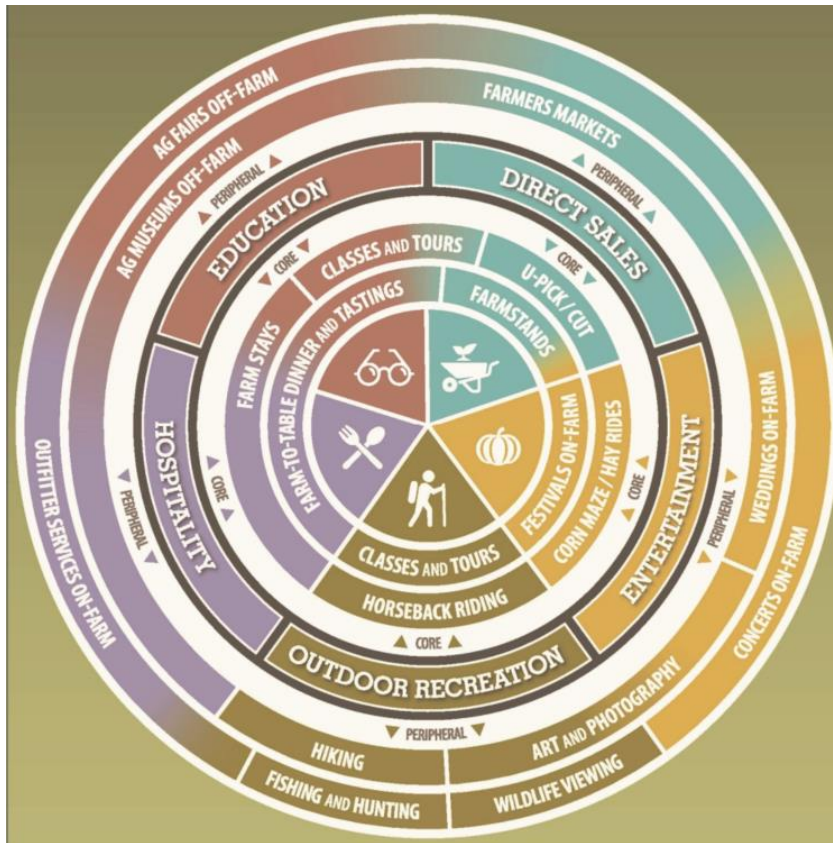 AG FAIRS OFF-FARM
AG MUSEUMS OFF-FARM
FARMERS MARKETS
PERIPHERAL
PERIPHERAL
EDUCATION
DIRECT SALES
CORE
CORE
CLASSES AND TOURS
U-PICK / CUT
FARM STAYS
FARM-TO-TABLE DINNER AND TASTINGS
FARMSTANDS
HOSPITALITY
CORE
PERIPHERAL
OUTFITTER SERVICES ON-FARM
FESTIVALS ON-FARM
CORN MAZE / HAY RIDES
CORE
ENTERTAINMENT
PERIPHERAL
WEDDINGS ON-FARM
CONCERTS ON-FARM
CLASSES AND TOURS
HORSEBACK RIDING
CORE
OUTDOOR RECREATION
PERIPHERAL
HIKING
ART AND PHOTOGRAPHY
FISHING AND HUNTING
WILDLIFE VIEWING